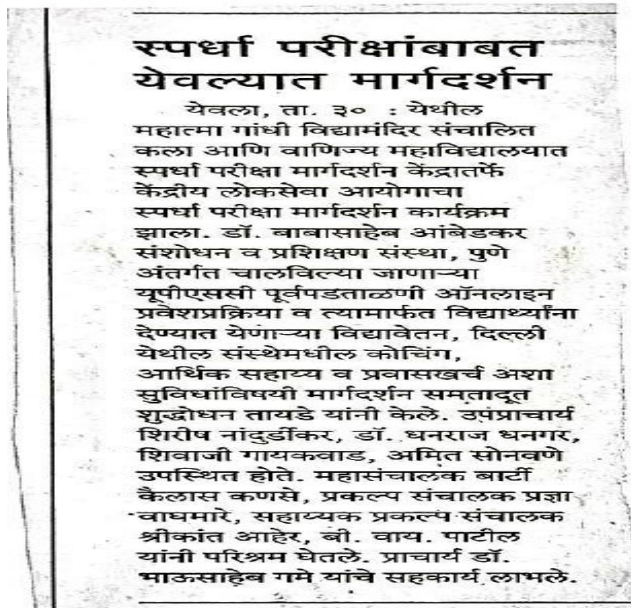 स्पर्धा परीक्षांबाबत
येवल्यात मार्गदर्शन
येवला, ता. ३० : येथील
महात्मा गांधी विद्यामंदिर संचालित
कला आणि वाणिज्य महाविद्यालयात
स्पर्धा परीक्षा मार्गदर्शन केंद्रातर्फे
केंद्रीय लोकसेवा आयोगाचा
स्पर्धा परीक्षा मार्गदर्शन कार्यक्रम
झाला. डॉ. बाबासाहेब आंबेडकर
संशोधन व प्रशिक्षण संस्था, पुणे
अंतर्गत चालविल्या जाणाऱ्या
यूपीएससी पूर्वपडताळणी ऑनलाइन
प्रवेशप्रक्रिया व त्यामार्फत विद्यार्थ्यांना
देण्यात येणाऱ्या विद्यावेतन, दिल्ली
येथील संस्थेमधील कोचिंग,
आर्थिक सहाय्य व प्रवासखर्च अशा
सुविधांविषयी मार्गदर्शन समतादूत
शुद्धोधन तायडे यांनी केले. उपप्राचार्य
शिरीष नांदुर्डीकर, डॉ. धनराज धनगर,
शिवाजी गायकवाड, अमित सोनवणे
उपस्थित होते. महासंचालक बार्टी
कैलास कणसे, प्रकल्प संचालक प्रज्ञा
वाघमारे, सहाय्यक प्रकल्प संचालक
श्रीकांत आहेर, बी. वाय. पाटील
यांनी परिश्रम घेतले. प्राचार्य डॉ.
भाऊसाहेब गमे यांचे सहकार्य लाभले.